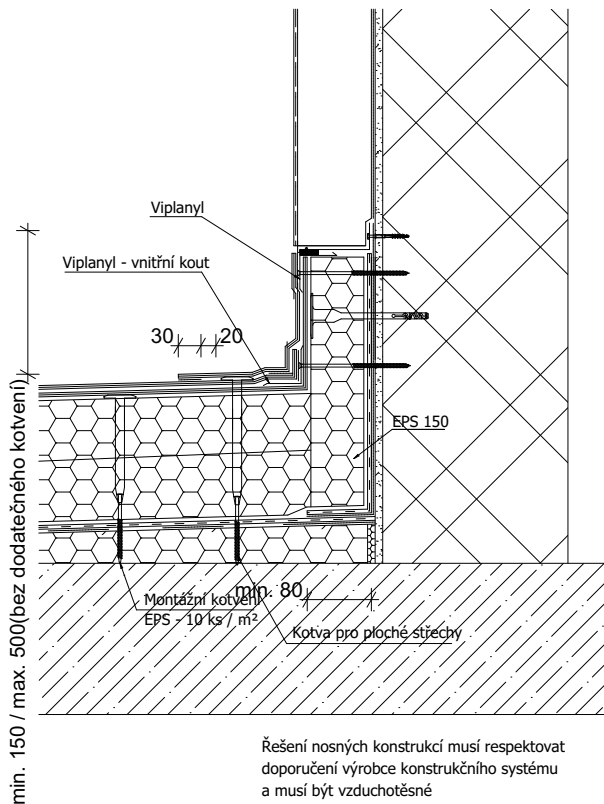 Viplanyl
Viplanyl - vnitřní kout
30
20
EPS 150
min. 150 / max. 500(bez dodatečného kotvení)
min. 80
Montážní kotvení
EPS - 10 ks / m²
Kotva pro ploché střechy
Řešení nosných konstrukcí musí respektovat
doporučení výrobce konstrukčního systému
a musí být vzduchotěsné